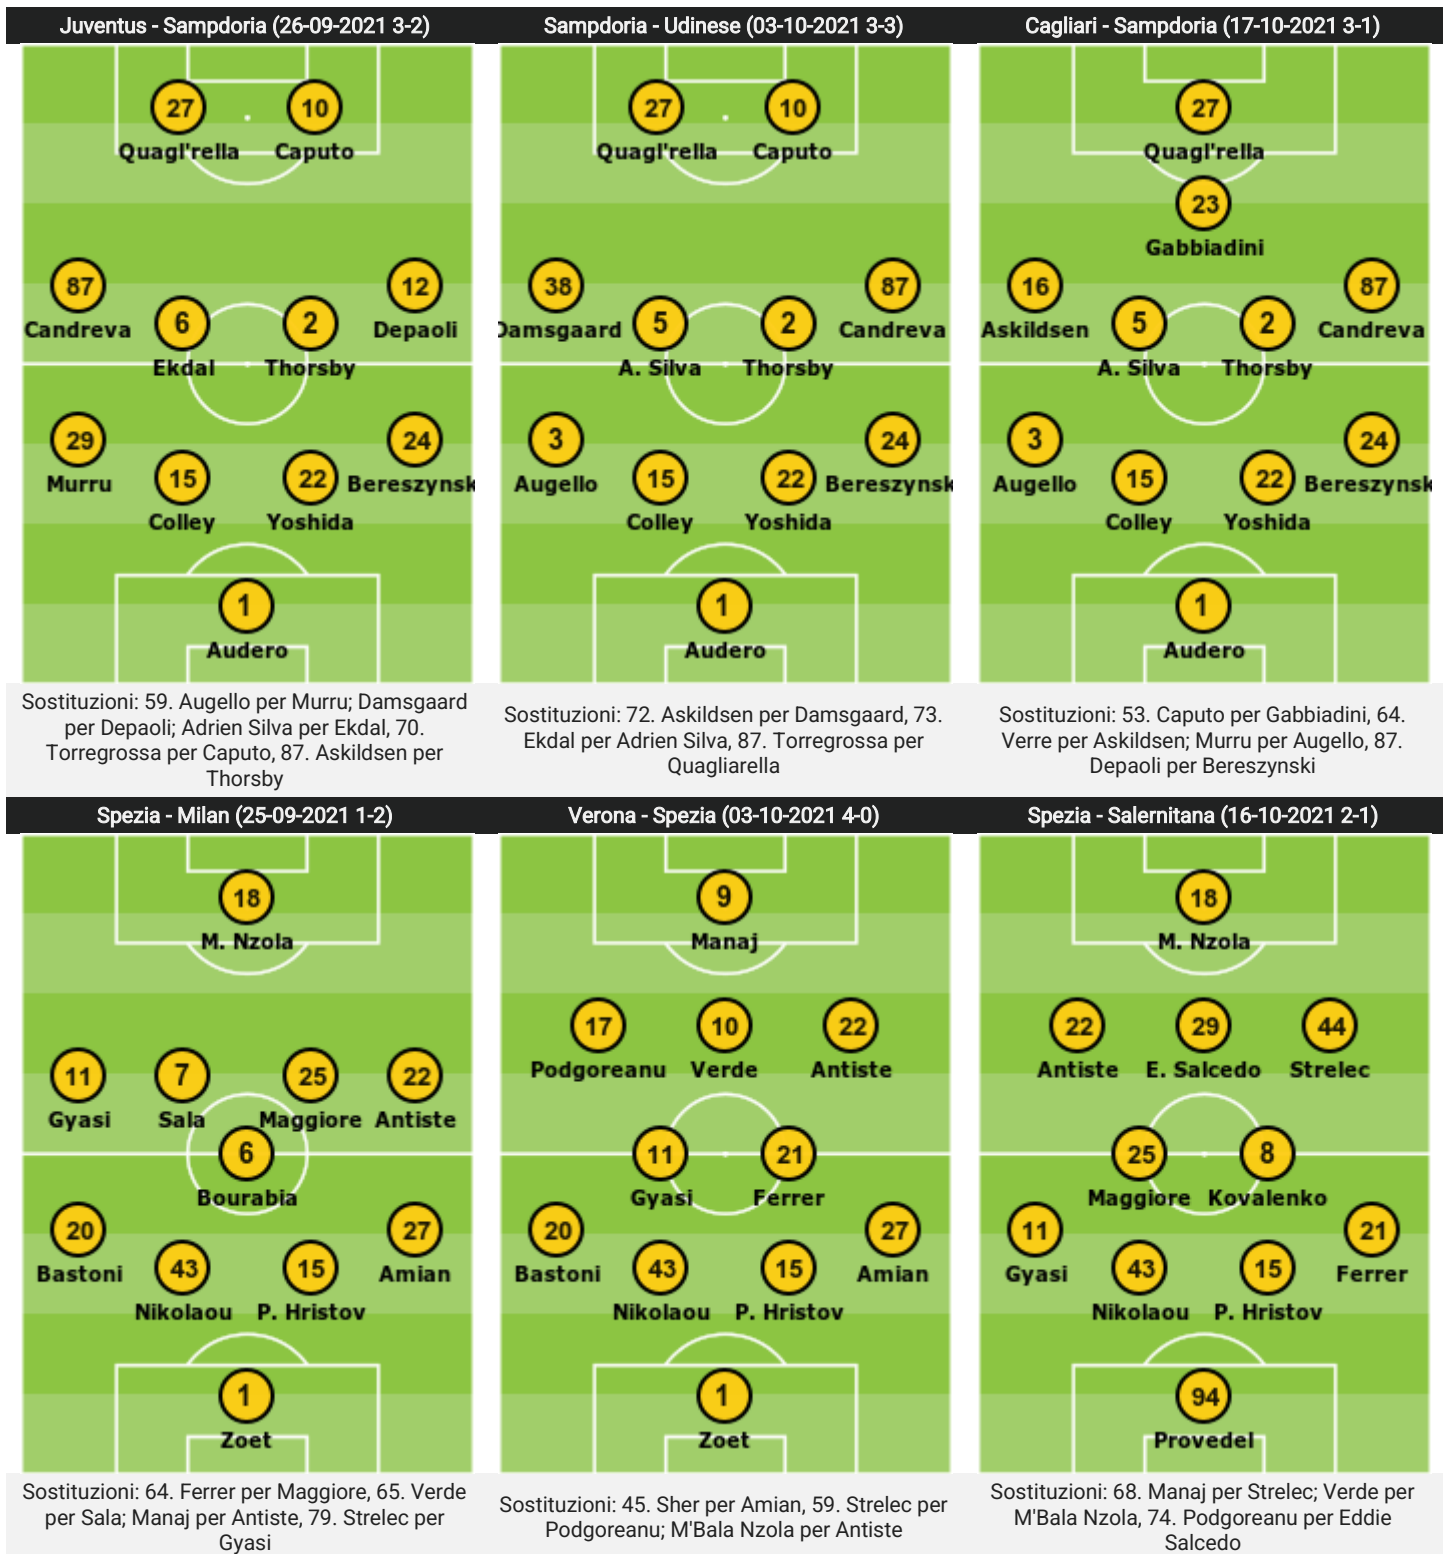 Juventus - Sampdoria (26-09-2021 3-2)
27 10
Quagl'rella Caputo
87 12
Candreva 6 2 Depaoli
Ekdal Thorsby
29 24
Murru 15 22 Bereszynsk
Colley Yoshida
1
Audero
Sostituzioni: 59. Augello per Murru; Damsgaard
per Depaoli; Adrien Silva per Ekdal, 70.
Torregrossa per Caputo, 87. Askildsen per
Thorsby
Sampdoria - Udinese (03-10-2021 3-3)
27 10
Quagl'rella Caputo
38 87
Damsgaard 5 2 Candreva
A. Silva Thorsby
3 24
Augello 15 22 Bereszynsk
Colley Yoshida
1
Audero
Sostituzioni: 72. Askildsen per Damsgaard, 73.
Ekdal per Adrien Silva, 87. Torregrossa per
Quagliarella
Cagliari - Sampdoria (17-10-2021 3-1)
27
Quagl'rella
23
Gabbiadini
16 87
Askildsen 5 2 Candreva
A. Silva Thorsby
3 24
Augello 15 22 Bereszynsk
Colley Yoshida
1
Audero
Sostituzioni: 53. Caputo per Gabbiadini, 64.
Verre per Askildsen; Murru per Augello, 87.
Depaoli per Bereszynski
Spezia - Milan (25-09-2021 1-2)
18
M. Nzola
11 7 25 22
Gyasi Sala Maggiore Antiste
6
Bourabia
20 27
Bastoni 43 15 Amian
Nikolaou P. Hristov
1
Zoet
Sostituzioni: 64. Ferrer per Maggiore, 65. Verde
per Sala; Manaj per Antiste, 79. Strelec per
Gyasi
Verona - Spezia (03-10-2021 4-0)
9
Manaj
17 10 22
Podgoreanu Verde Antiste
11 21
Gyasi Ferrer
20 27
Bastoni 43 15 Amian
Nikolaou P. Hristov
1
Zoet
Sostituzioni: 45. Sher per Amian, 59. Strelec per
Podgoreanu; M'Bala Nzola per Antiste
Spezia - Salernitana (16-10-2021 2-1)
18
M. Nzola
22 29 44
Antiste E. Salcedo Strelec
25 8
Maggiore Kovalenko
11 21
Gyasi 43 15 Ferrer
Nikolaou P. Hristov
94
Provedel
Sostituzioni: 68. Manaj per Strelec; Verde per
M'Bala Nzola, 74. Podgoreanu per Eddie
Salcedo